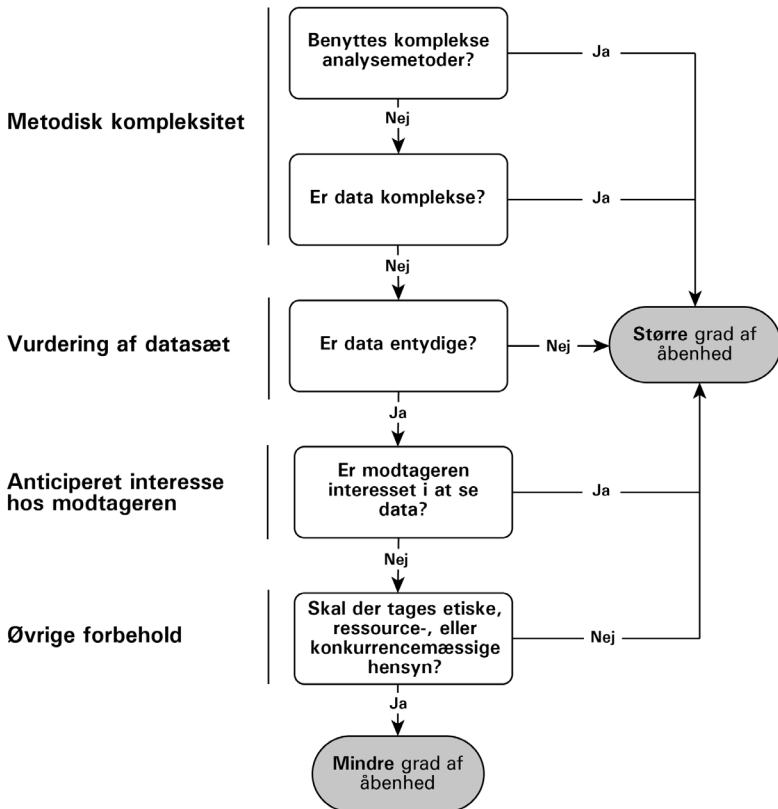 Benyttes komplekse
analysemetoder?
Ja
Metodisk kompleksitet
Nej
Er data komplekse?
Ja
Nej
Vurdering af datasæt
Er data entydige?
Nej
Større grad af
åbenhed
Ja
Anticiperet interesse
hos modtageren
Er modtageren
interesset i at se
data?
Ja
Nej
Øvrige forbehold
Skal der tages etiske,
ressource-, eller
konkurrencemæssige
hensyn?
Nej
Ja
Mindre grad af
åbenhed